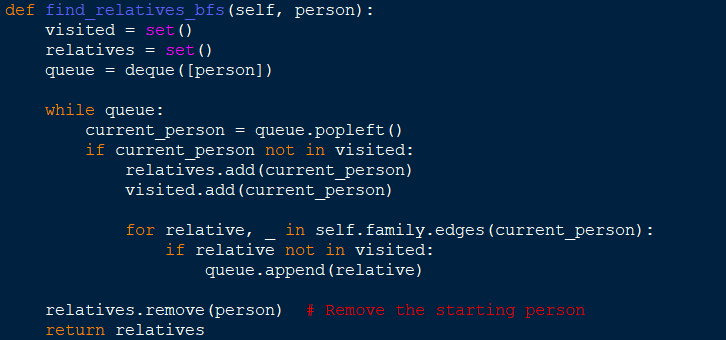 def find_relatives_bfs(self, person):
    visited = set()
    relatives = set()
    queue = deque([person])

    while queue:
        current_person = queue.popleft()
        if current_person not in visited:
            relatives.add(current_person)
            visited.add(current_person)

            for relative, _ in self.family.edges(current_person):
                if relative not in visited:
                    queue.append(relative)

    relatives.remove(person)  # Remove the starting person
    return relatives